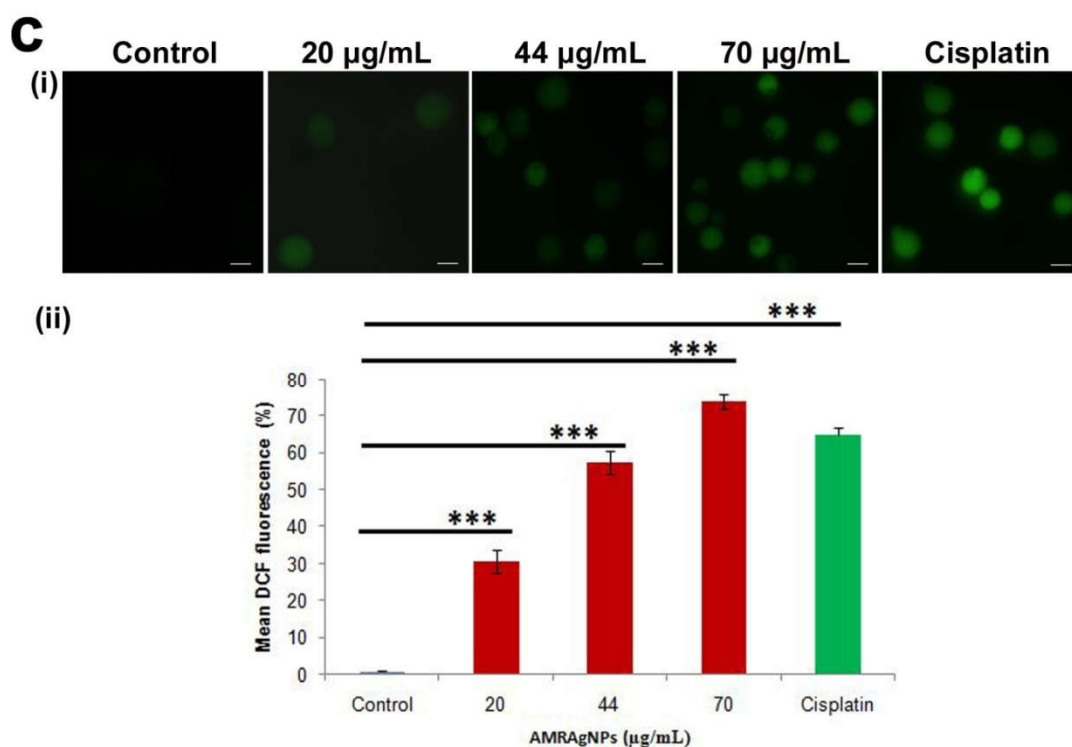 C
Control 20 µg/mL 44 µg/mL 70 µg/mL Cisplatin
(i)
(ii)
***
***
***
***
Mean DCF fluorescence (%)
80
70
60
50
40
30
20
10
0
Control 20 44 70 Cisplatin
AMRAgNPs (µg/mL)